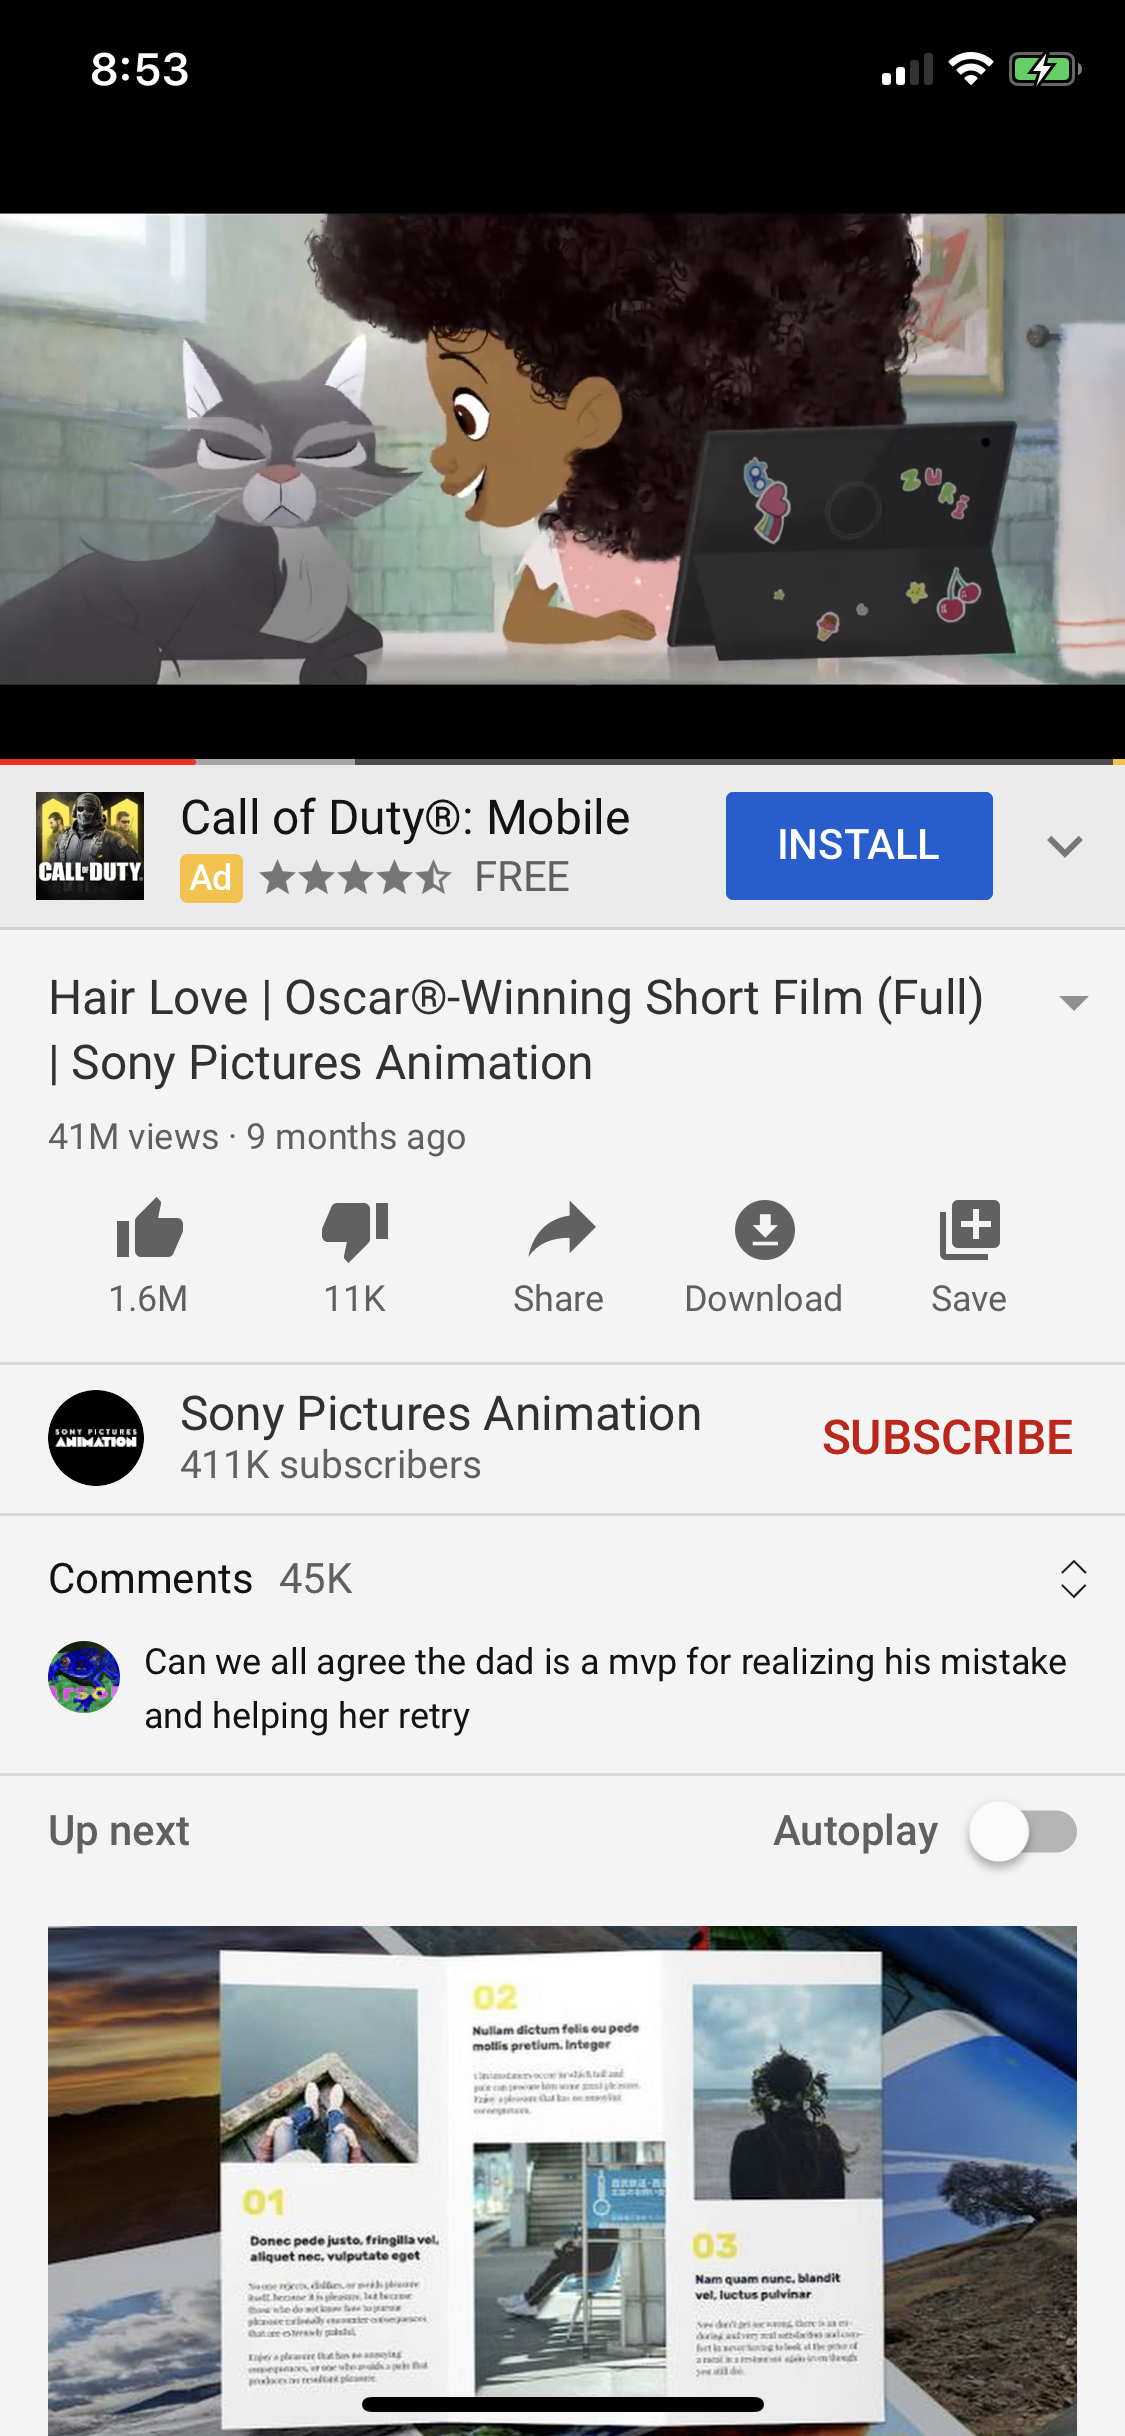 8:53
ZURI
CALL OF DUTY
Call of Duty®: Mobile
Ad
FREE
INSTALL
Hair Love | Oscar®-Winning Short Film (Full)
| Sony Pictures Animation
41M views · 9 months ago
1.6M
11K
Share
Download
Save
SONY PICTURES
ANIMATION
Sony Pictures Animation
411K subscribers
SUBSCRIBE
Comments 45K
Can we all agree the dad is a mvp for realizing his mistake
and helping her retry
Up next
Autoplay
01
Donec pede justo, fringilla vel,
aliquet nec, vulputate eget
02
Nullam dictum felis eu pede
mollis pretium. Integer
03
Nam quam nunc, blandit
vel, luctus pulvinar